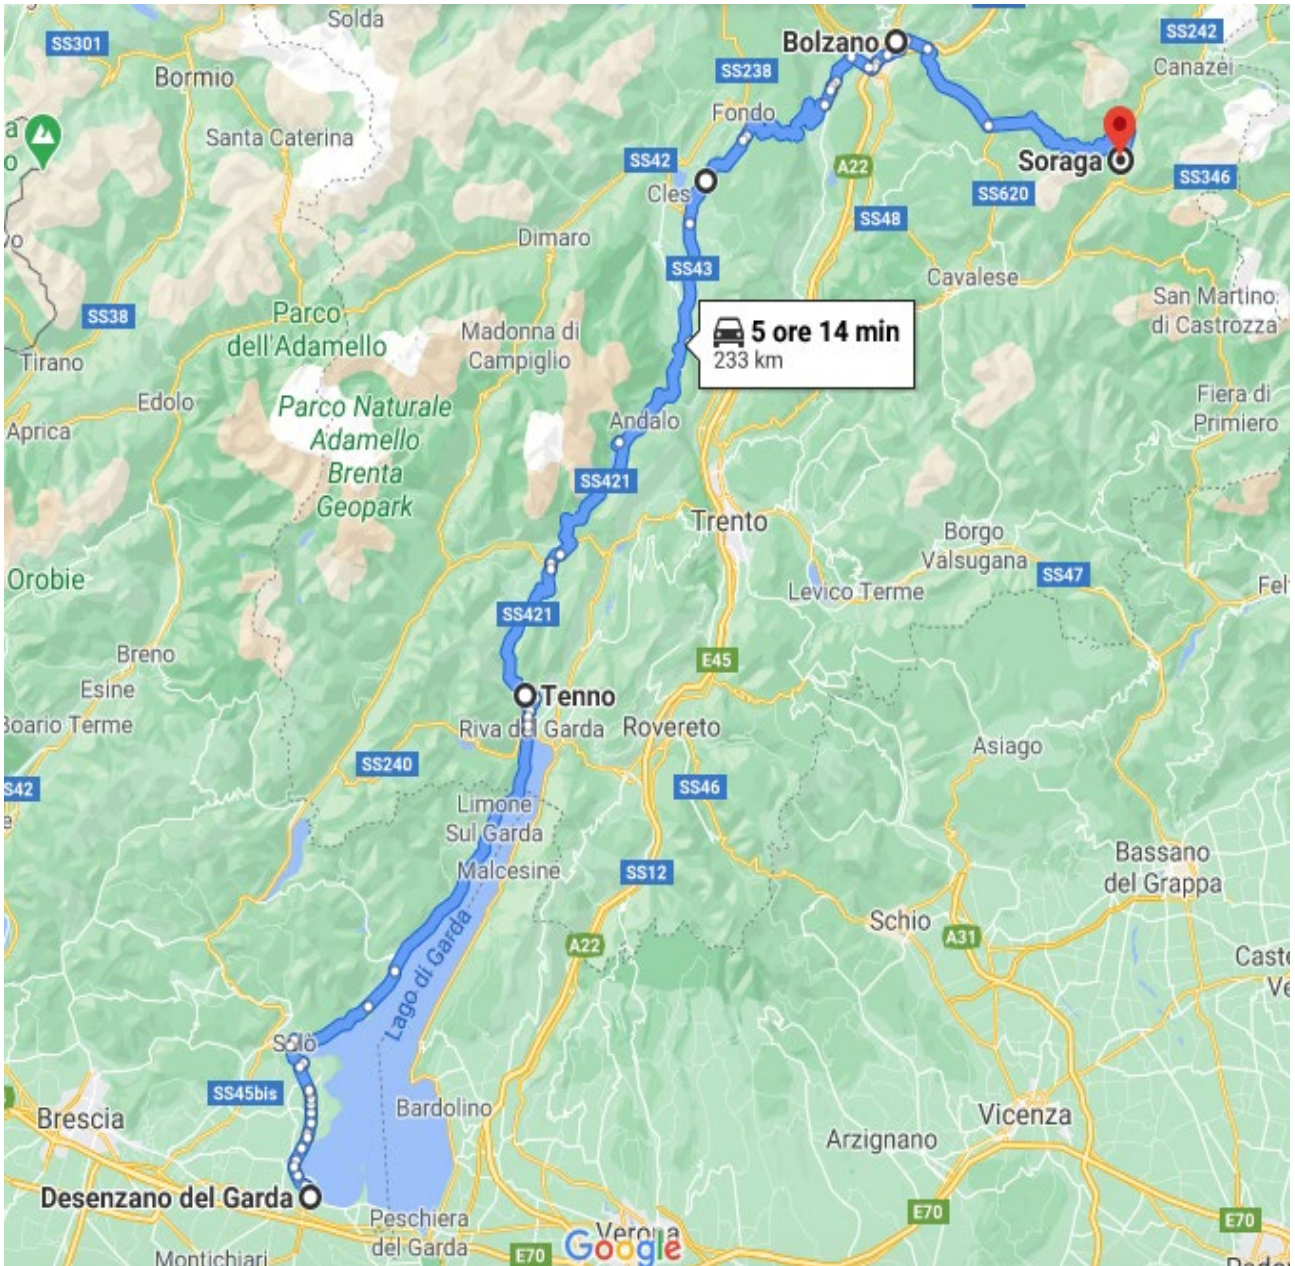 Solda
SS301
Bormio
Bolzano
SS242
Canazei
SS238
Fondo
Santa Caterina
SS42
A22
Soraga
SS346
Cles
SS620
SS48
Dimaro
SS43
Cavalese
San Martino
di Castrozza
SS38
Parco
dell'Adamello
Madonna di
Campiglio
5 ore 14 min
233 km
Tirano
Edolo
Aprica
Parco Naturale
Adamello
Brenta
Geopark
Andalo
Fiera di
Primiero
SS421
Trento
Borgo
Valsugana
SS47
Orobie
Levico Terme
Fel
SS421
Breno
E45
Esine
Boario Terme
Tenno
Riva del Garda
Rovereto
Asiago
SS240
SS42
SS46
Limone
Sul Garda
Malcesine
SS12
Bassano
del Grappa
Schio
A31
A22
Lago di Garda
Caste
Ve
Salò
SS45bis
Brescia
Bardolino
Vicenza
Arzignano
Desenzano del Garda
Peschiera
del Garda
E70
E70
Verona
E70
Google
Montichiari